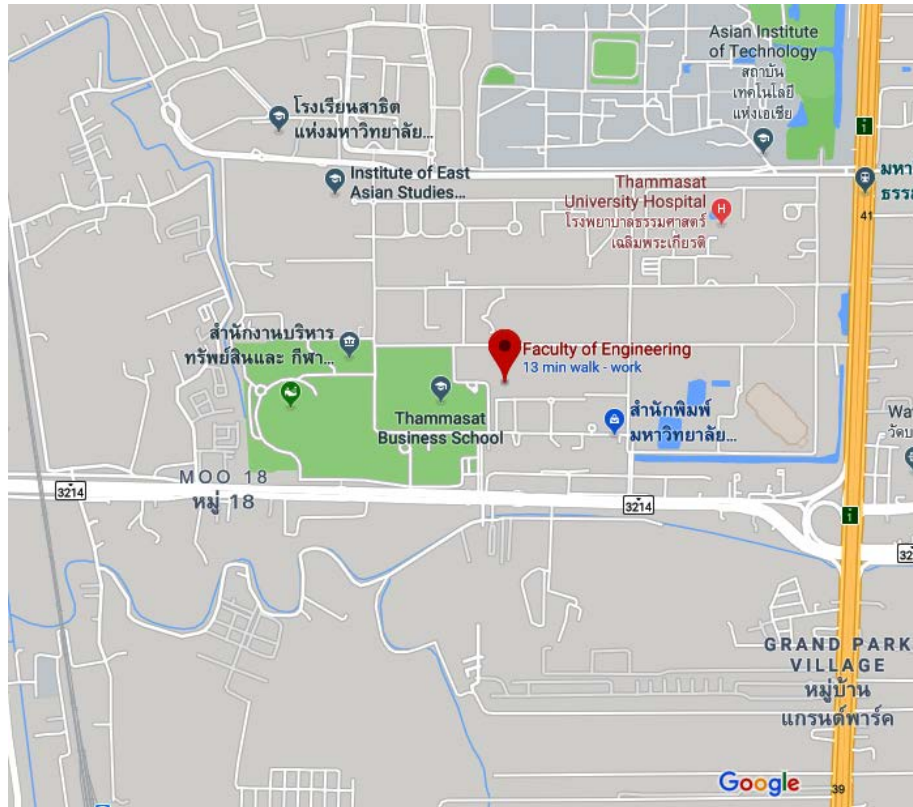 Asian Institute
of Technology
สถาบัน
เทคโนโลยี
แห่งเอเชีย
โรงเรียนสาธิต
แห่งมหาวิทยาลัย...
1
Institute of East
Asian Studies...
Thammasat
University Hospital
โรงพยาบาลธรรมศาสตร์
เฉลิมพระเกียรติ
มหา
ธรรม
41
สำนักงานบริหาร
ทรัพย์สินและ กีฬา...
Faculty of Engineering
13 min walk - work
Thammasat
Business School
สำนักพิมพ์
มหาวิทยาลัย...
Wa
วัดบ
MOO 18
หมู่ 18
3214
3214
1
32
GRAND PARK
VILLAGE
หมู่บ้าน
แกรนด์พาร์ค
Google
39